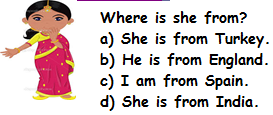 Where is she from?
a) She is from Turkey.
b) He is from England.
c) I am from Spain.
d) She is from India.